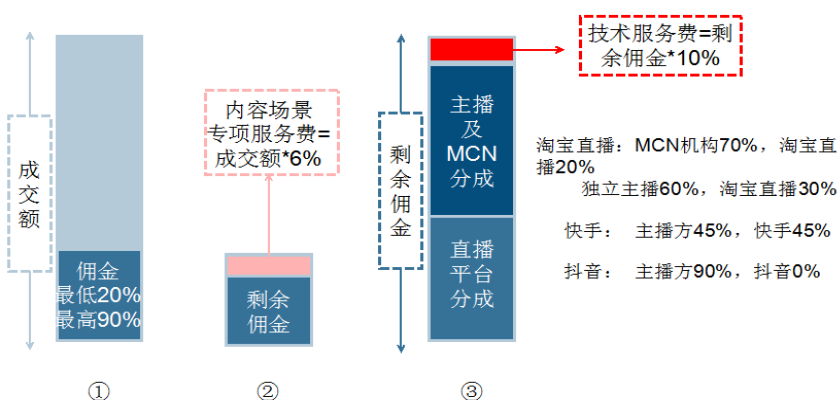 成交额
佣金
最低20%
最高90%
①
内容场景
专项服务费=
成交额*6%
剩余
佣金
②
剩余佣金
主播
及
MCN
分成
直播
平台
分成
③
技术服务费=剩
余佣金*10%
淘宝直播：MCN机构70%，淘宝直
播20%
独立主播60%，淘宝直播30%
快手： 主播方45%，快手45%
抖音： 主播方90%，抖音0%